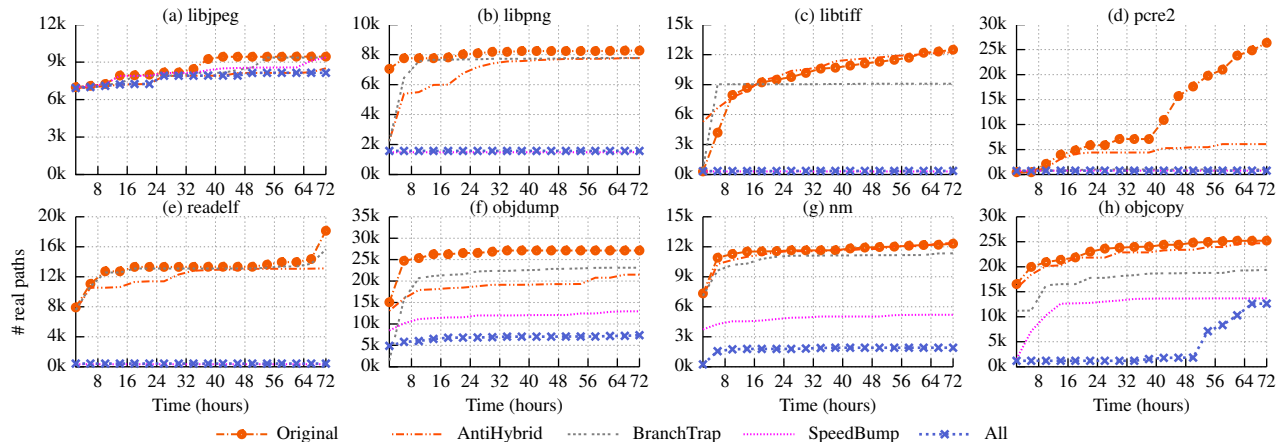 (a) libjpeg
12k
9k
6k
3k
0k
8 16 24 32 40 48 56 64 72
(b) libpng
10k
8k
6k
4k
2k
0k
8 16 24 32 40 48 56 64 72
(c) libtiff
15k
12k
9k
6k
3k
0k
8 16 24 32 40 48 56 64 72
(d) pcre2
30k
25k
20k
15k
10k
5k
0k
8 16 24 32 40 48 56 64 72
# real paths
(e) readelf
20k
16k
13k
10k
6k
3k
0k
8 16 24 32 40 48 56 64 72
Time (hours)
(f) objdump
35k
30k
25k
20k
15k
10k
5k
0k
8 16 24 32 40 48 56 64 72
Time (hours)
(g) nm
15k
12k
9k
6k
3k
0k
8 16 24 32 40 48 56 64 72
Time (hours)
(h) objcopy
30k
25k
20k
15k
10k
5k
0k
8 16 24 32 40 48 56 64 72
Time (hours)
Original AntiHybrid BranchTrap SpeedBump All